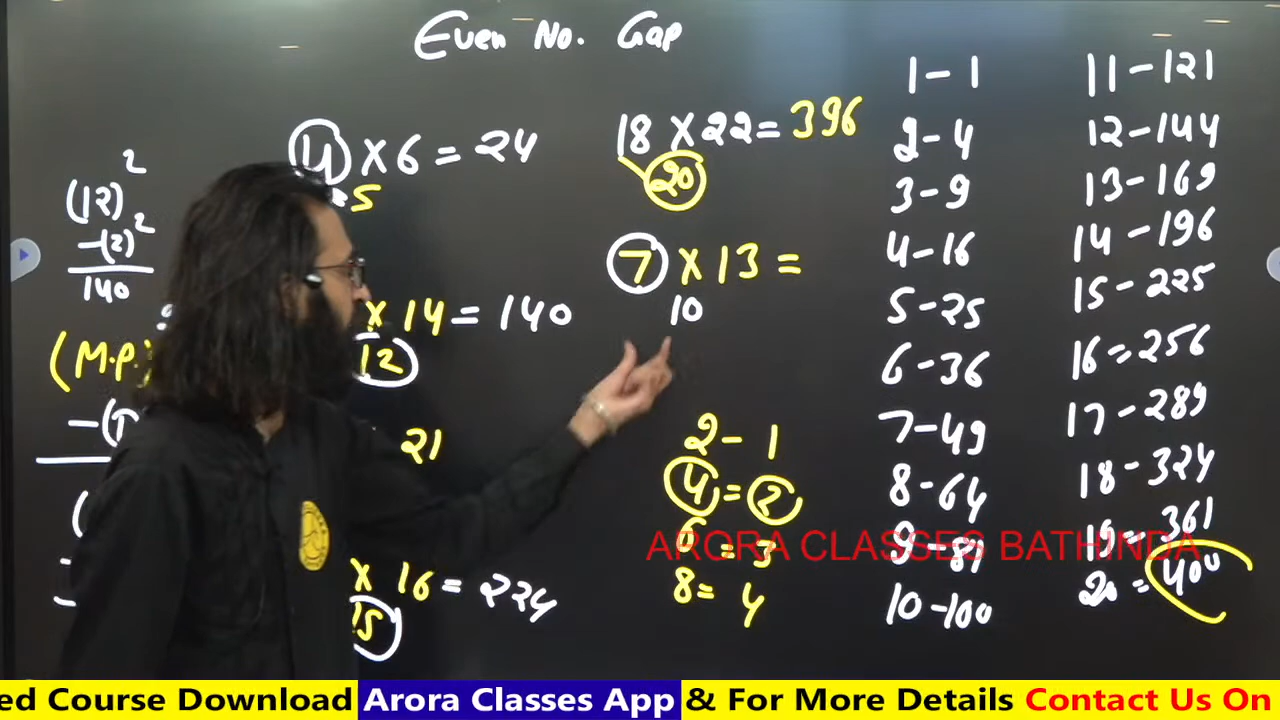 Even No. Gap
4 x 6 = 24
5
(12)²
-(2)²
140
x 14 = 140
12
(M.P.)
21
x 16 = 224
15
18 x 22 = 396
20
7 x 13 =
10
2 - 1
4 = 2
6 = 3
8 = 4
1 - 1
2 - 4
3 - 9
4 - 16
5 - 25
6 - 36
7 - 49
8 - 64
9 - 81
10 - 100
11 - 121
12 - 144
13 - 169
14 - 196
15 - 225
16 = 256
17 - 289
18 - 324
19 - 361
20 = 400
ARORA CLASSES BATHINDA
ed Course Download Arora Classes App & For More Details Contact Us On